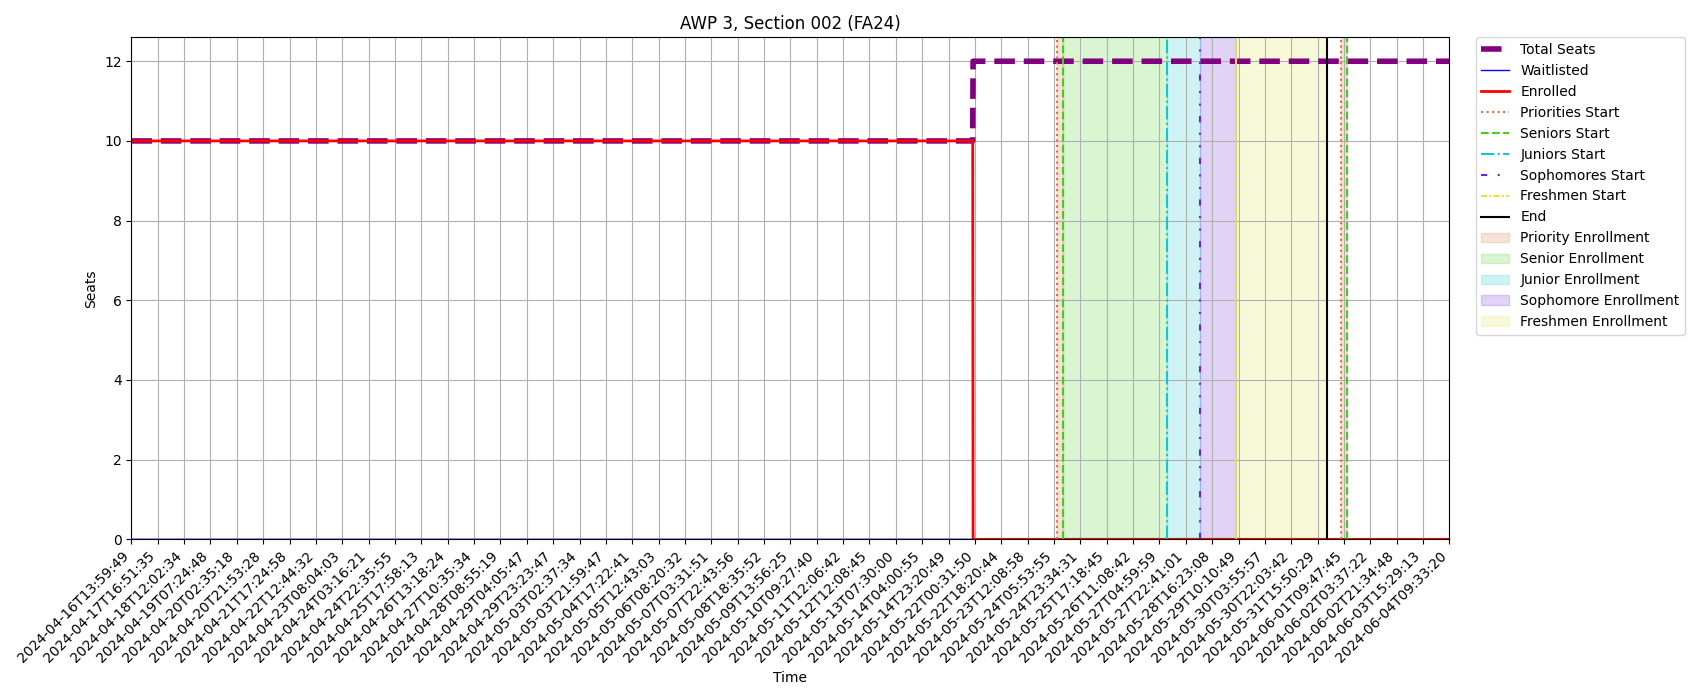 AWP 3, Section 002 (FA24)
Total Seats
Waitlisted
Enrolled
Priorities Start
Seniors Start
Juniors Start
Sophomores Start
Freshmen Start
End
Priority Enrollment
Senior Enrollment
Junior Enrollment
Sophomore Enrollment
Freshmen Enrollment
Seats
12
10
8
6
4
2
0
2024-04-16T13:59:49
2024-04-17T16:51:35
2024-04-18T12:02:34
2024-04-19T07:24:48
2024-04-20T02:35:18
2024-04-20T21:53:28
2024-04-21T17:24:58
2024-04-22T12:44:32
2024-04-23T08:04:03
2024-04-24T03:16:21
2024-04-24T22:35:55
2024-04-25T17:58:13
2024-04-26T13:18:24
2024-04-27T10:35:34
2024-04-28T08:55:19
2024-04-29T04:05:47
2024-04-29T23:23:47
2024-05-03T02:37:34
2024-05-03T21:59:47
2024-05-04T17:22:41
2024-05-05T12:43:03
2024-05-06T08:20:32
2024-05-07T03:31:51
2024-05-07T22:43:56
2024-05-08T18:35:52
2024-05-09T13:56:25
2024-05-10T09:27:40
2024-05-11T12:06:42
2024-05-12T12:08:45
2024-05-13T07:30:00
2024-05-14T04:00:55
2024-05-14T23:20:49
2024-05-22T00:31:50
2024-05-22T18:20:44
2024-05-23T12:08:58
2024-05-24T05:53:55
2024-05-24T23:34:31
2024-05-25T17:18:45
2024-05-26T11:08:42
2024-05-27T04:59:59
2024-05-27T22:41:01
2024-05-28T16:23:08
2024-05-29T10:10:49
2024-05-30T03:55:57
2024-05-30T22:03:42
2024-05-31T15:50:29
2024-06-01T09:47:45
2024-06-02T03:37:22
2024-06-02T21:34:48
2024-06-03T15:29:13
2024-06-04T09:33:20
Time